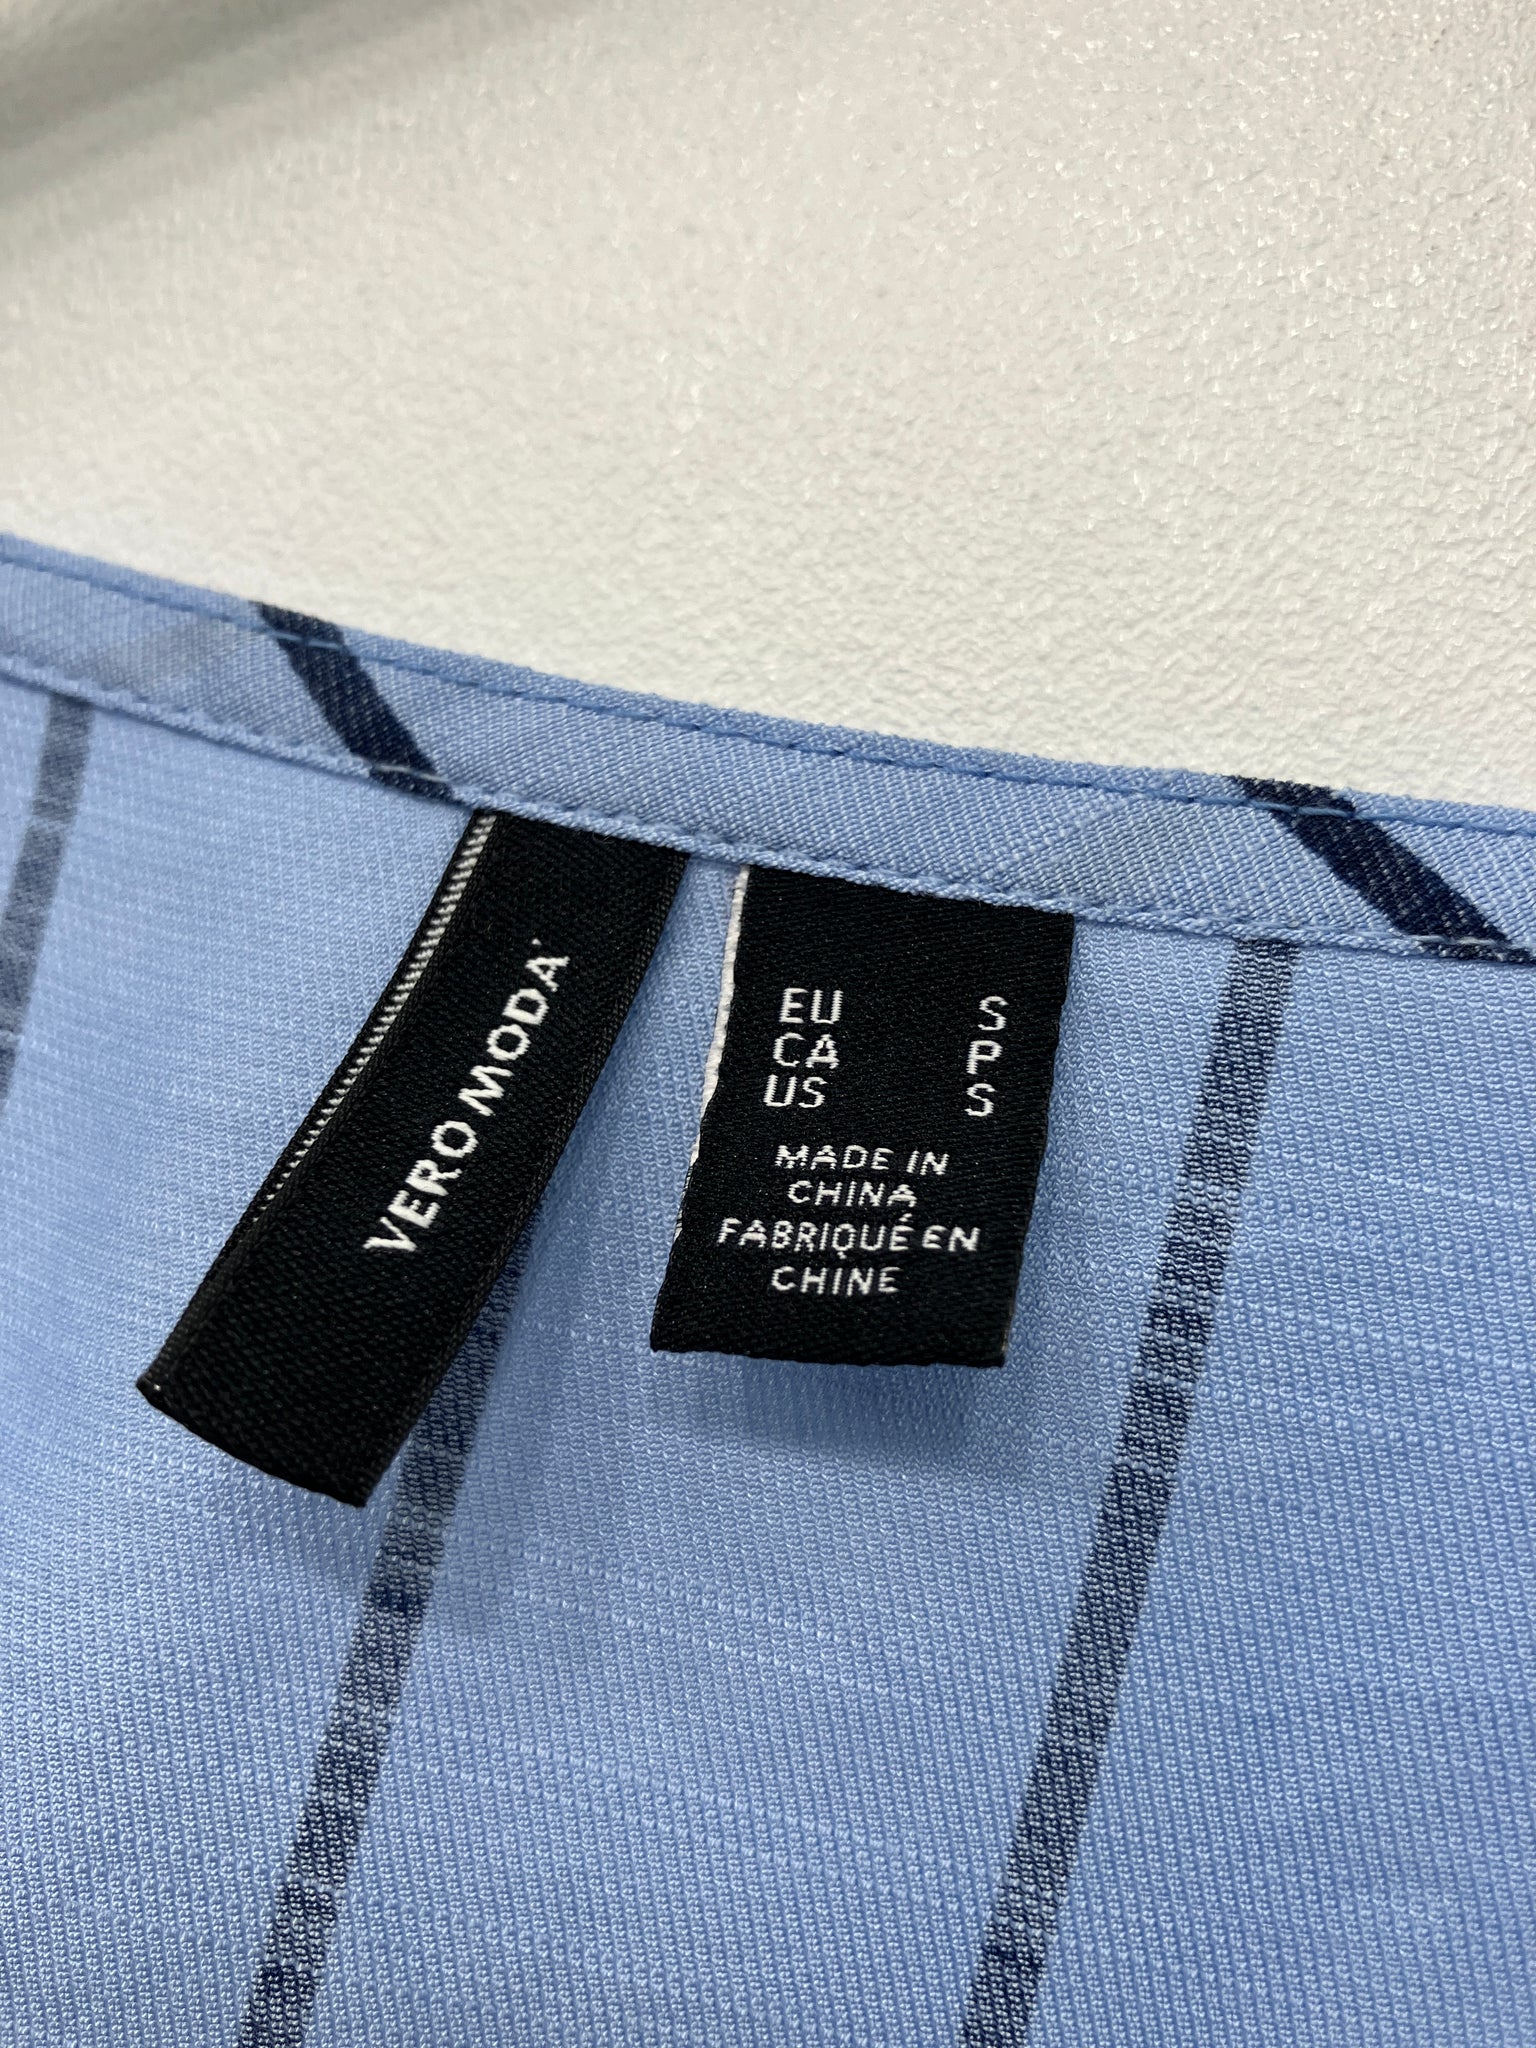 VERO MODA
EU S
CA P
US S
MADE IN
CHINA
FABRIQUÉ EN
CHINE